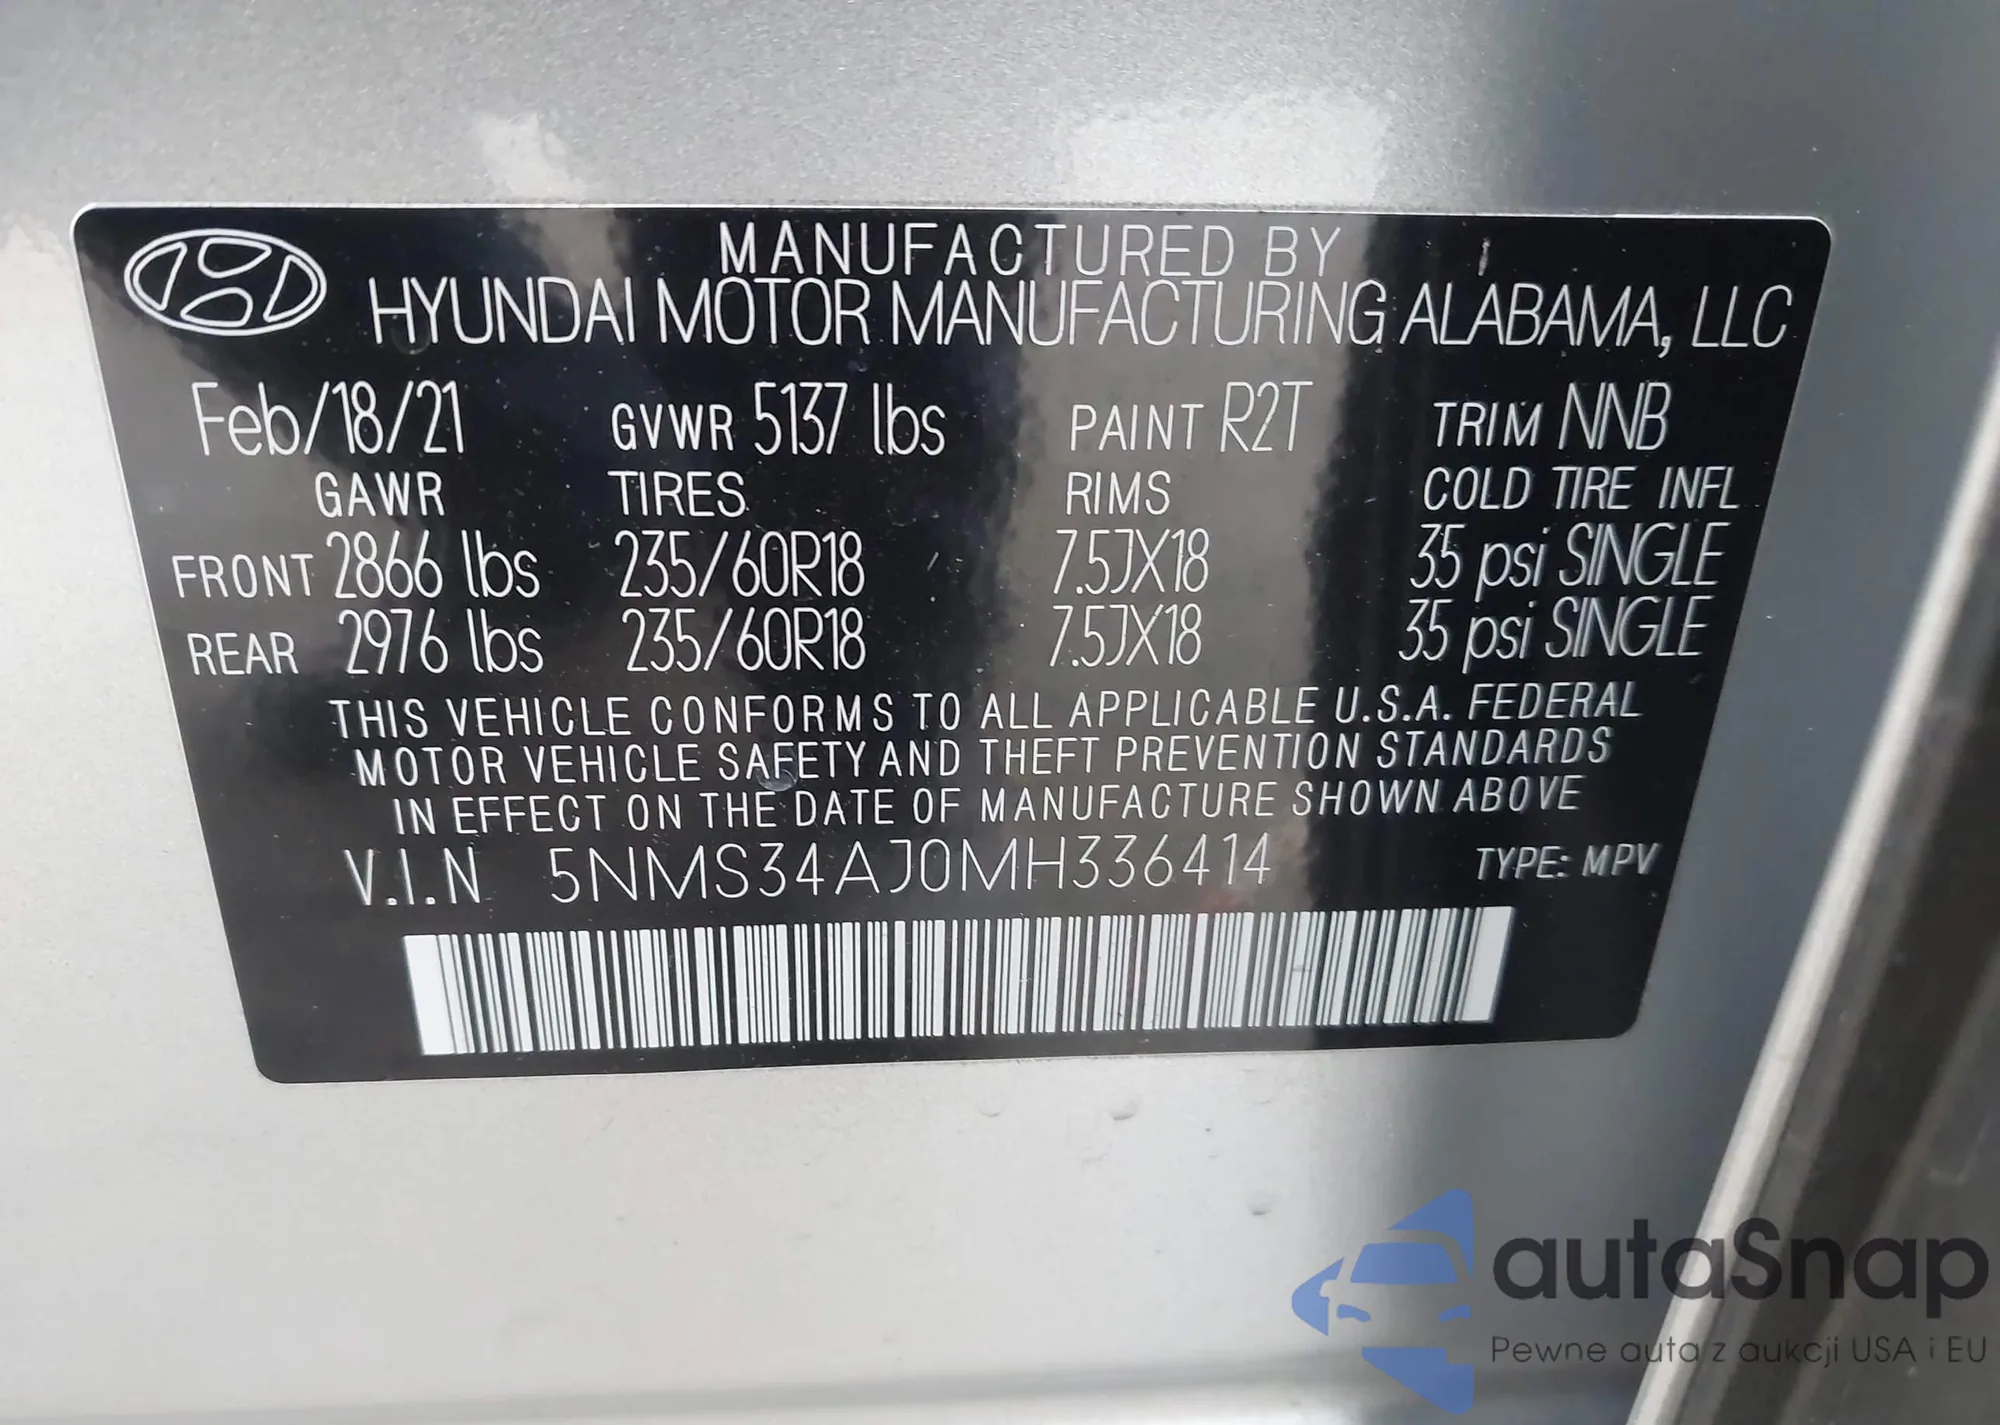 MANUFACTURED BY
HYUNDAI MOTOR MANUFACTURING ALABAMA, LLC
Feb/18/21 GVWR 5137 lbs PAINT R2T TRIM NNB
GAWR TIRES RIMS COLD TIRE INFL
FRONT 2866 lbs 235/60R18 7.5JX18 35 psi SINGLE
REAR 2976 lbs 235/60R18 7.5JX18 35 psi SINGLE
THIS VEHICLE CONFORMS TO ALL APPLICABLE U.S.A. FEDERAL
MOTOR VEHICLE SAFETY AND THEFT PREVENTION STANDARDS
IN EFFECT ON THE DATE OF MANUFACTURE SHOWN ABOVE
V.I.N 5NMS34AJ0MH336414 TYPE: MPV
autaSnap
Pewne auta z aukcji USA i EU